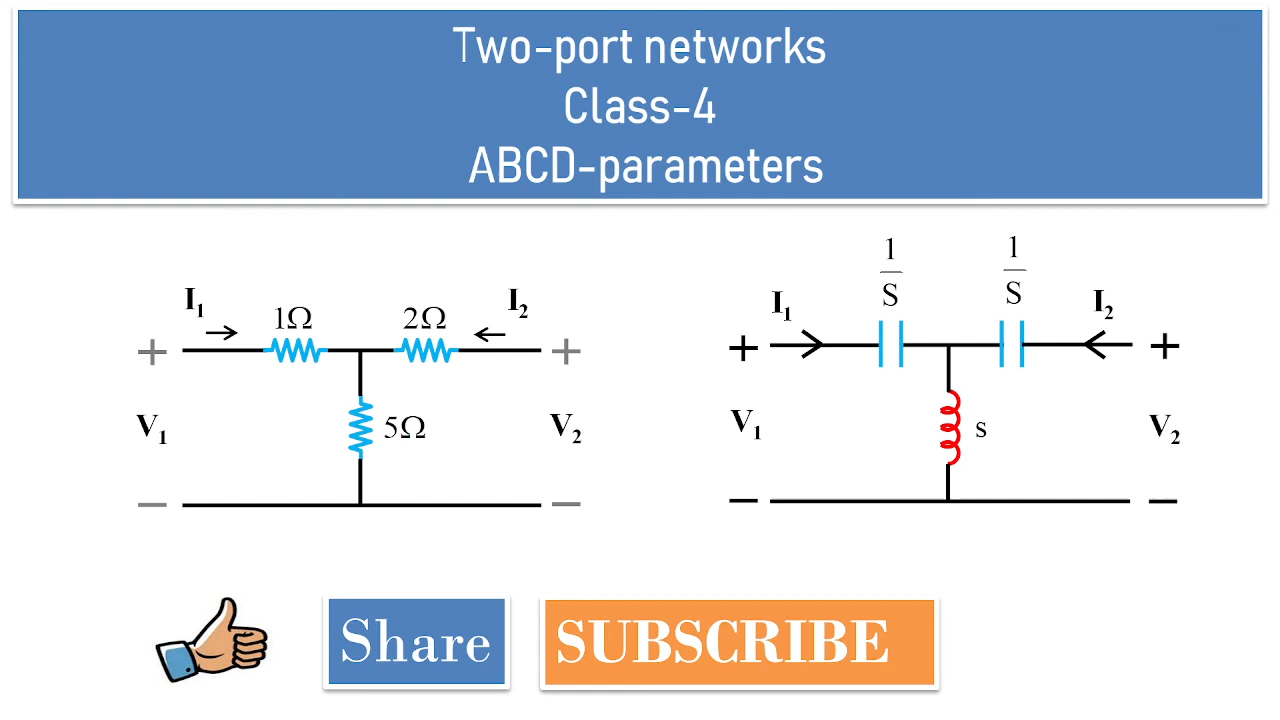 Two-port networks
Class-4
ABCD-parameters
I₁ 1Ω 2Ω I₂
+ +
V₁ 5Ω V₂
− −
1/S 1/S
I₁ I₂
+ +
V₁ s V₂
− −
Share
SUBSCRIBE